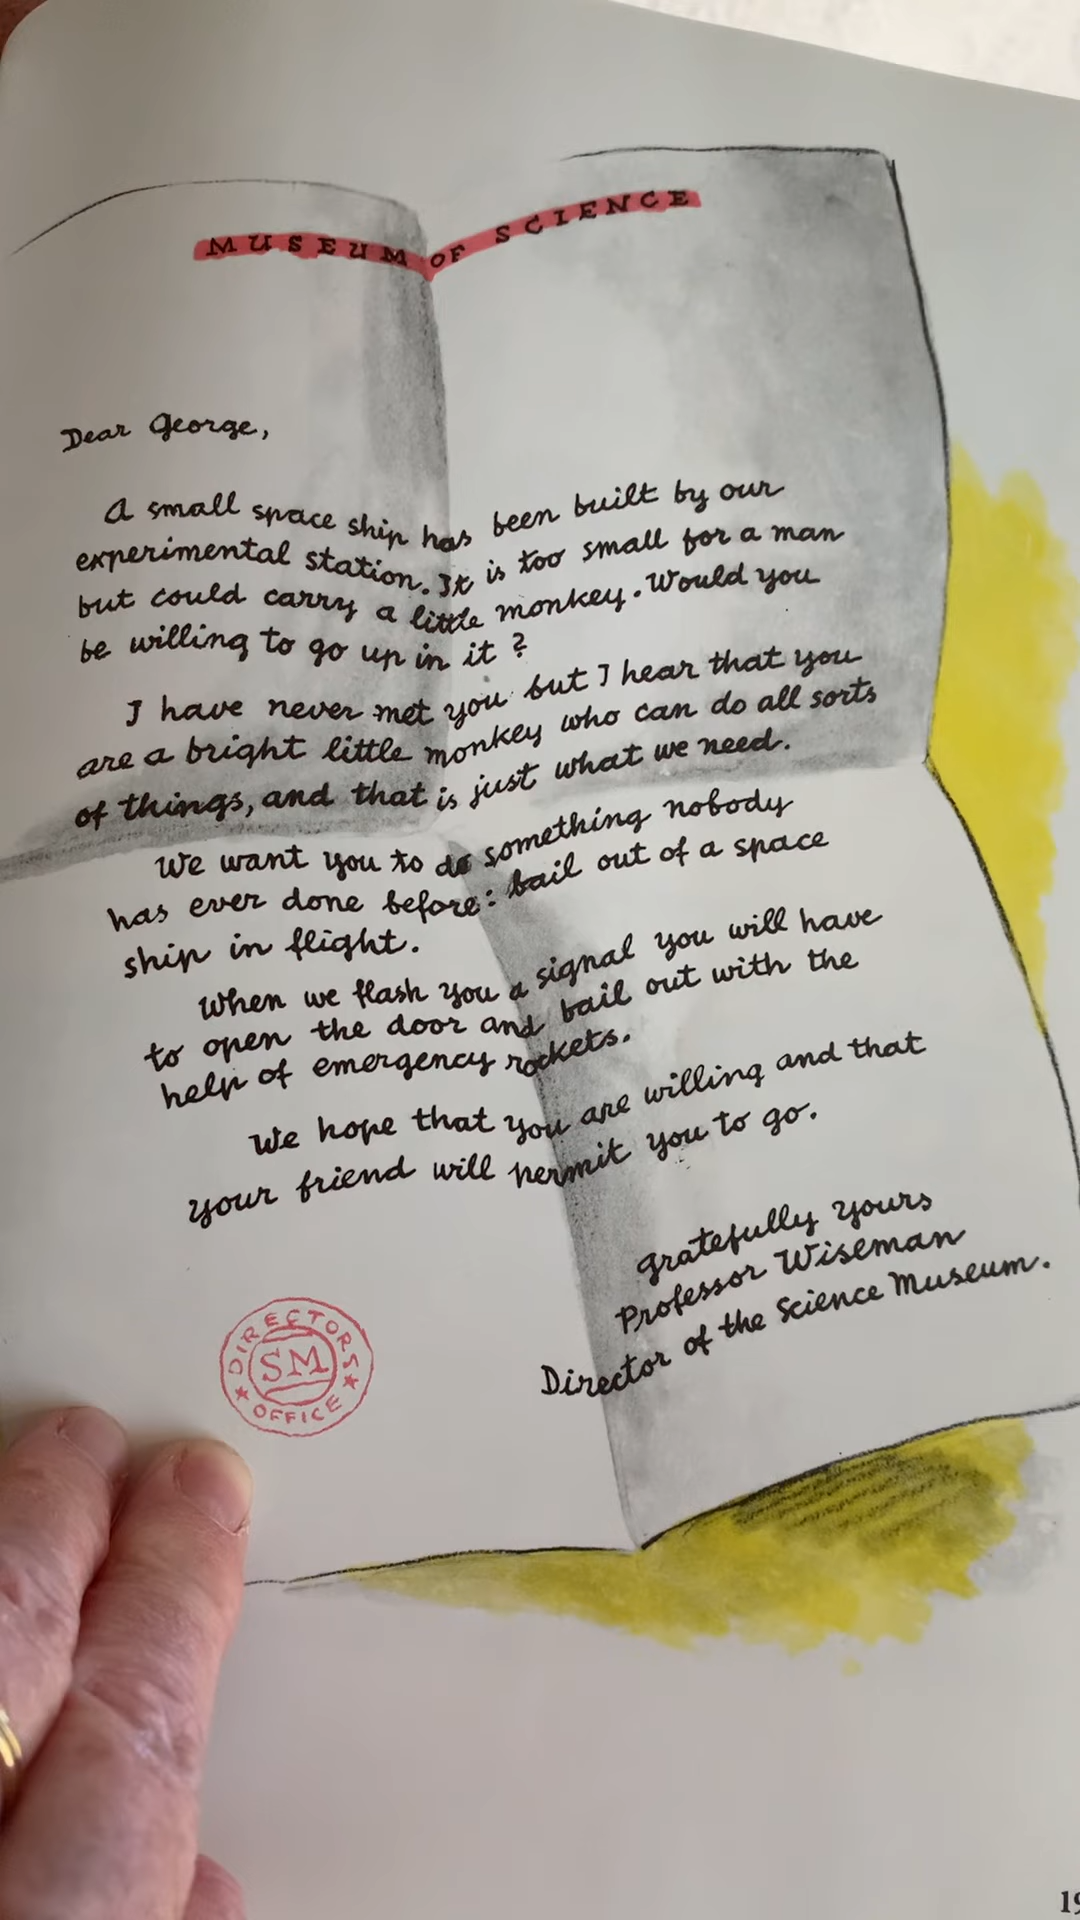 MUSEUM OF SCIENCE
Dear George,
A small space ship has been built by our
experimental station. It is too small for a man
but could carry a little monkey. Would you
be willing to go up in it?
I have never met you but I hear that you
are a bright little monkey who can do all sorts
of things, and that is just what we need.
We want you to do something nobody
has ever done before: bail out of a space
ship in flight.
When we flash you a signal you will have
to open the door and bail out with the
help of emergency rockets.
We hope that you are willing and that
your friend will permit you to go.
Gratefully yours
Professor Wiseman
Director of the Science Museum.
DIRECTORS
SM
OFFICE